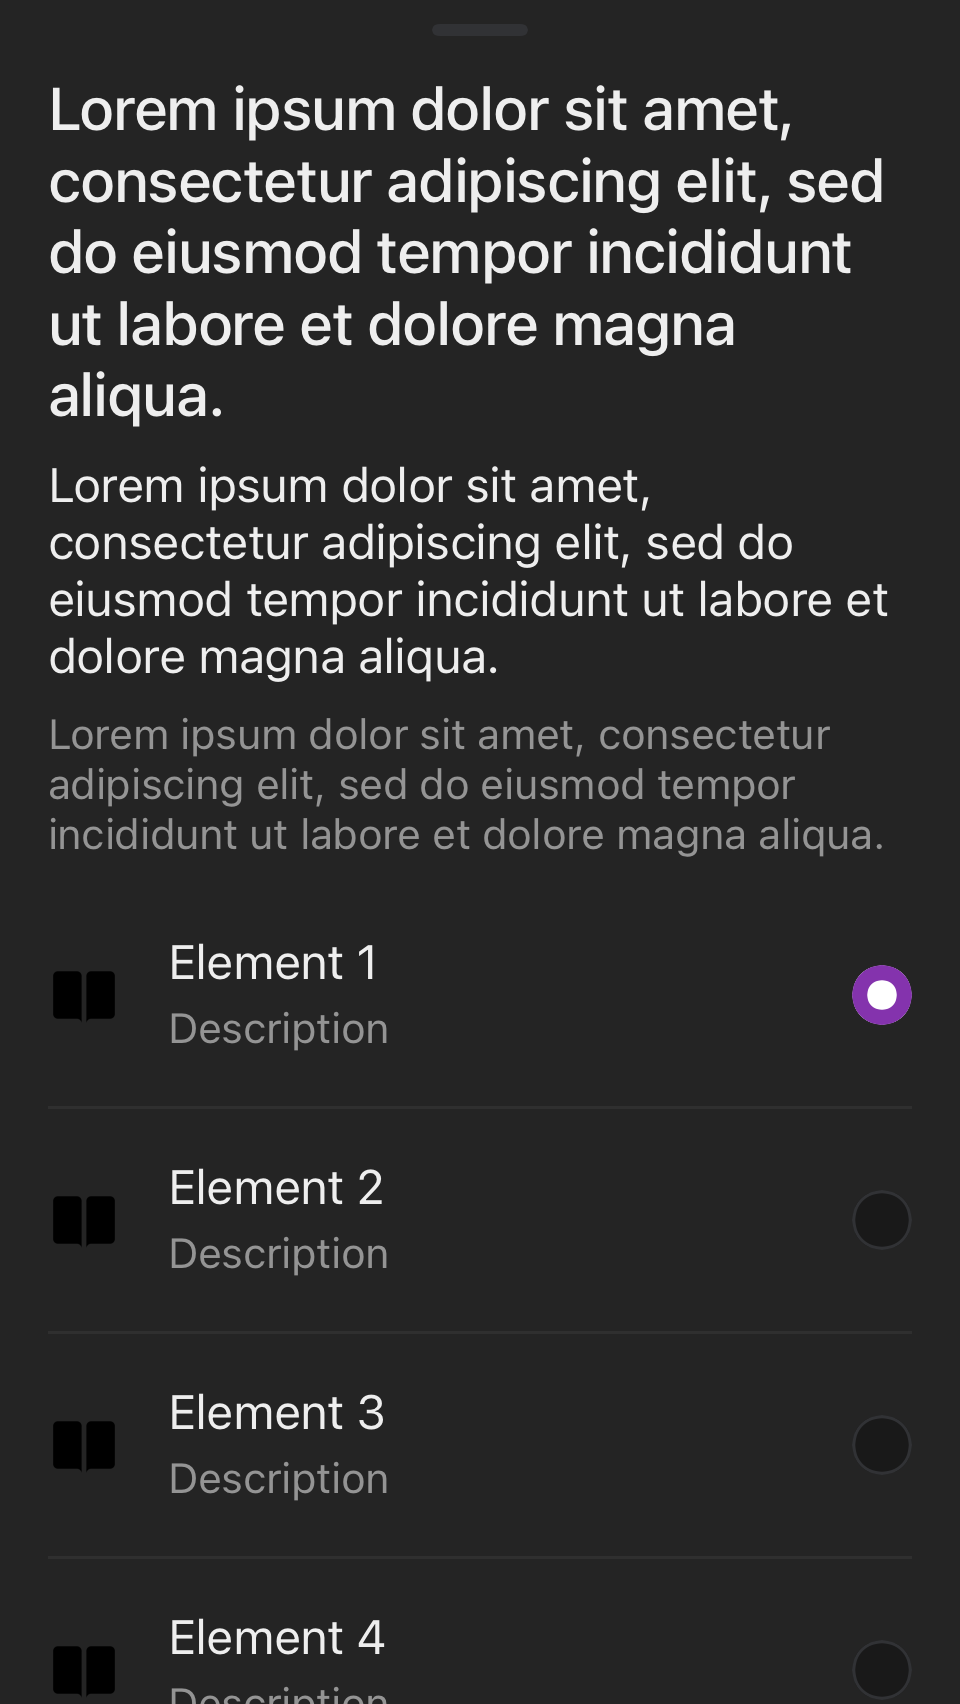 Lorem ipsum dolor sit amet,
consectetur adipiscing elit, sed
do eiusmod tempor incididunt
ut labore et dolore magna
aliqua.
Lorem ipsum dolor sit amet,
consectetur adipiscing elit, sed do
eiusmod tempor incididunt ut labore et
dolore magna aliqua.
Lorem ipsum dolor sit amet, consectetur
adipiscing elit, sed do eiusmod tempor
incididunt ut labore et dolore magna aliqua.
Element 1
Description
Element 2
Description
Element 3
Description
Element 4
Description